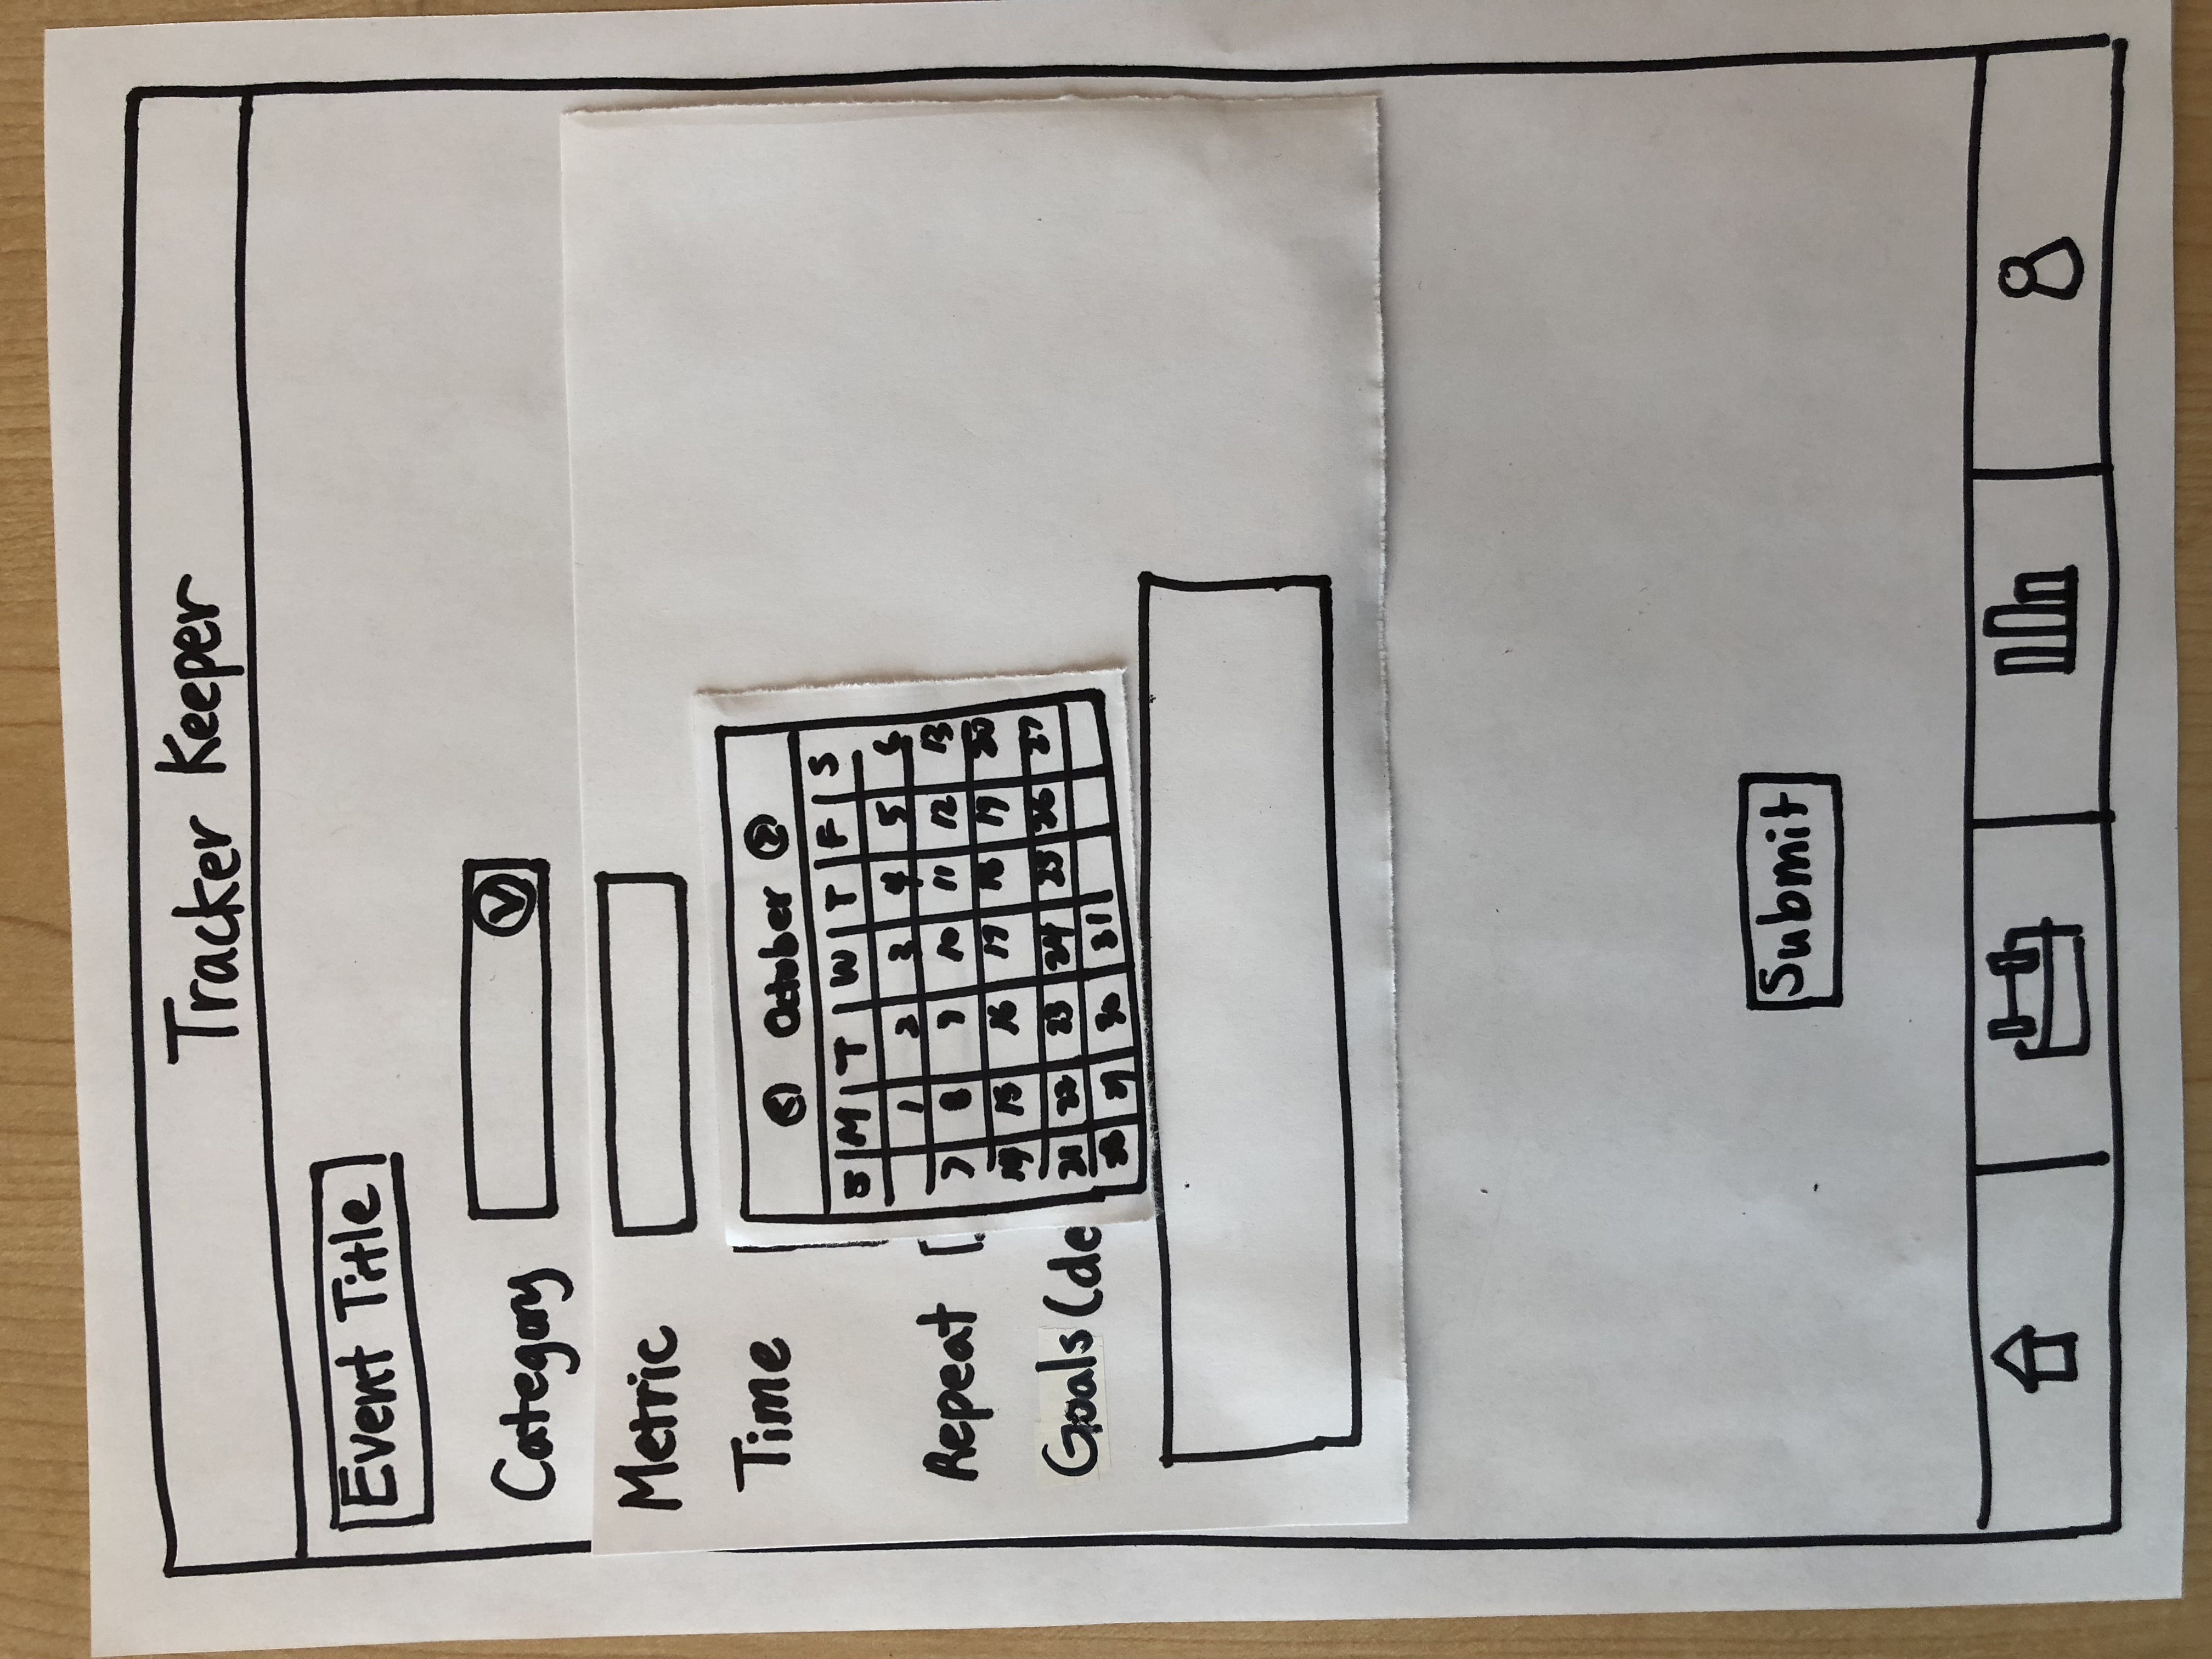 Tracker Keeper
Event Title
Category
Metric
Time
October
S M T W T F S
1 2 3 4 5 6
7 8 9 10 11 12 13
14 15 16 17 18 19 20
21 22 23 24 25 26 27
28 29 30 31
Repeat
Goals (de
Submit